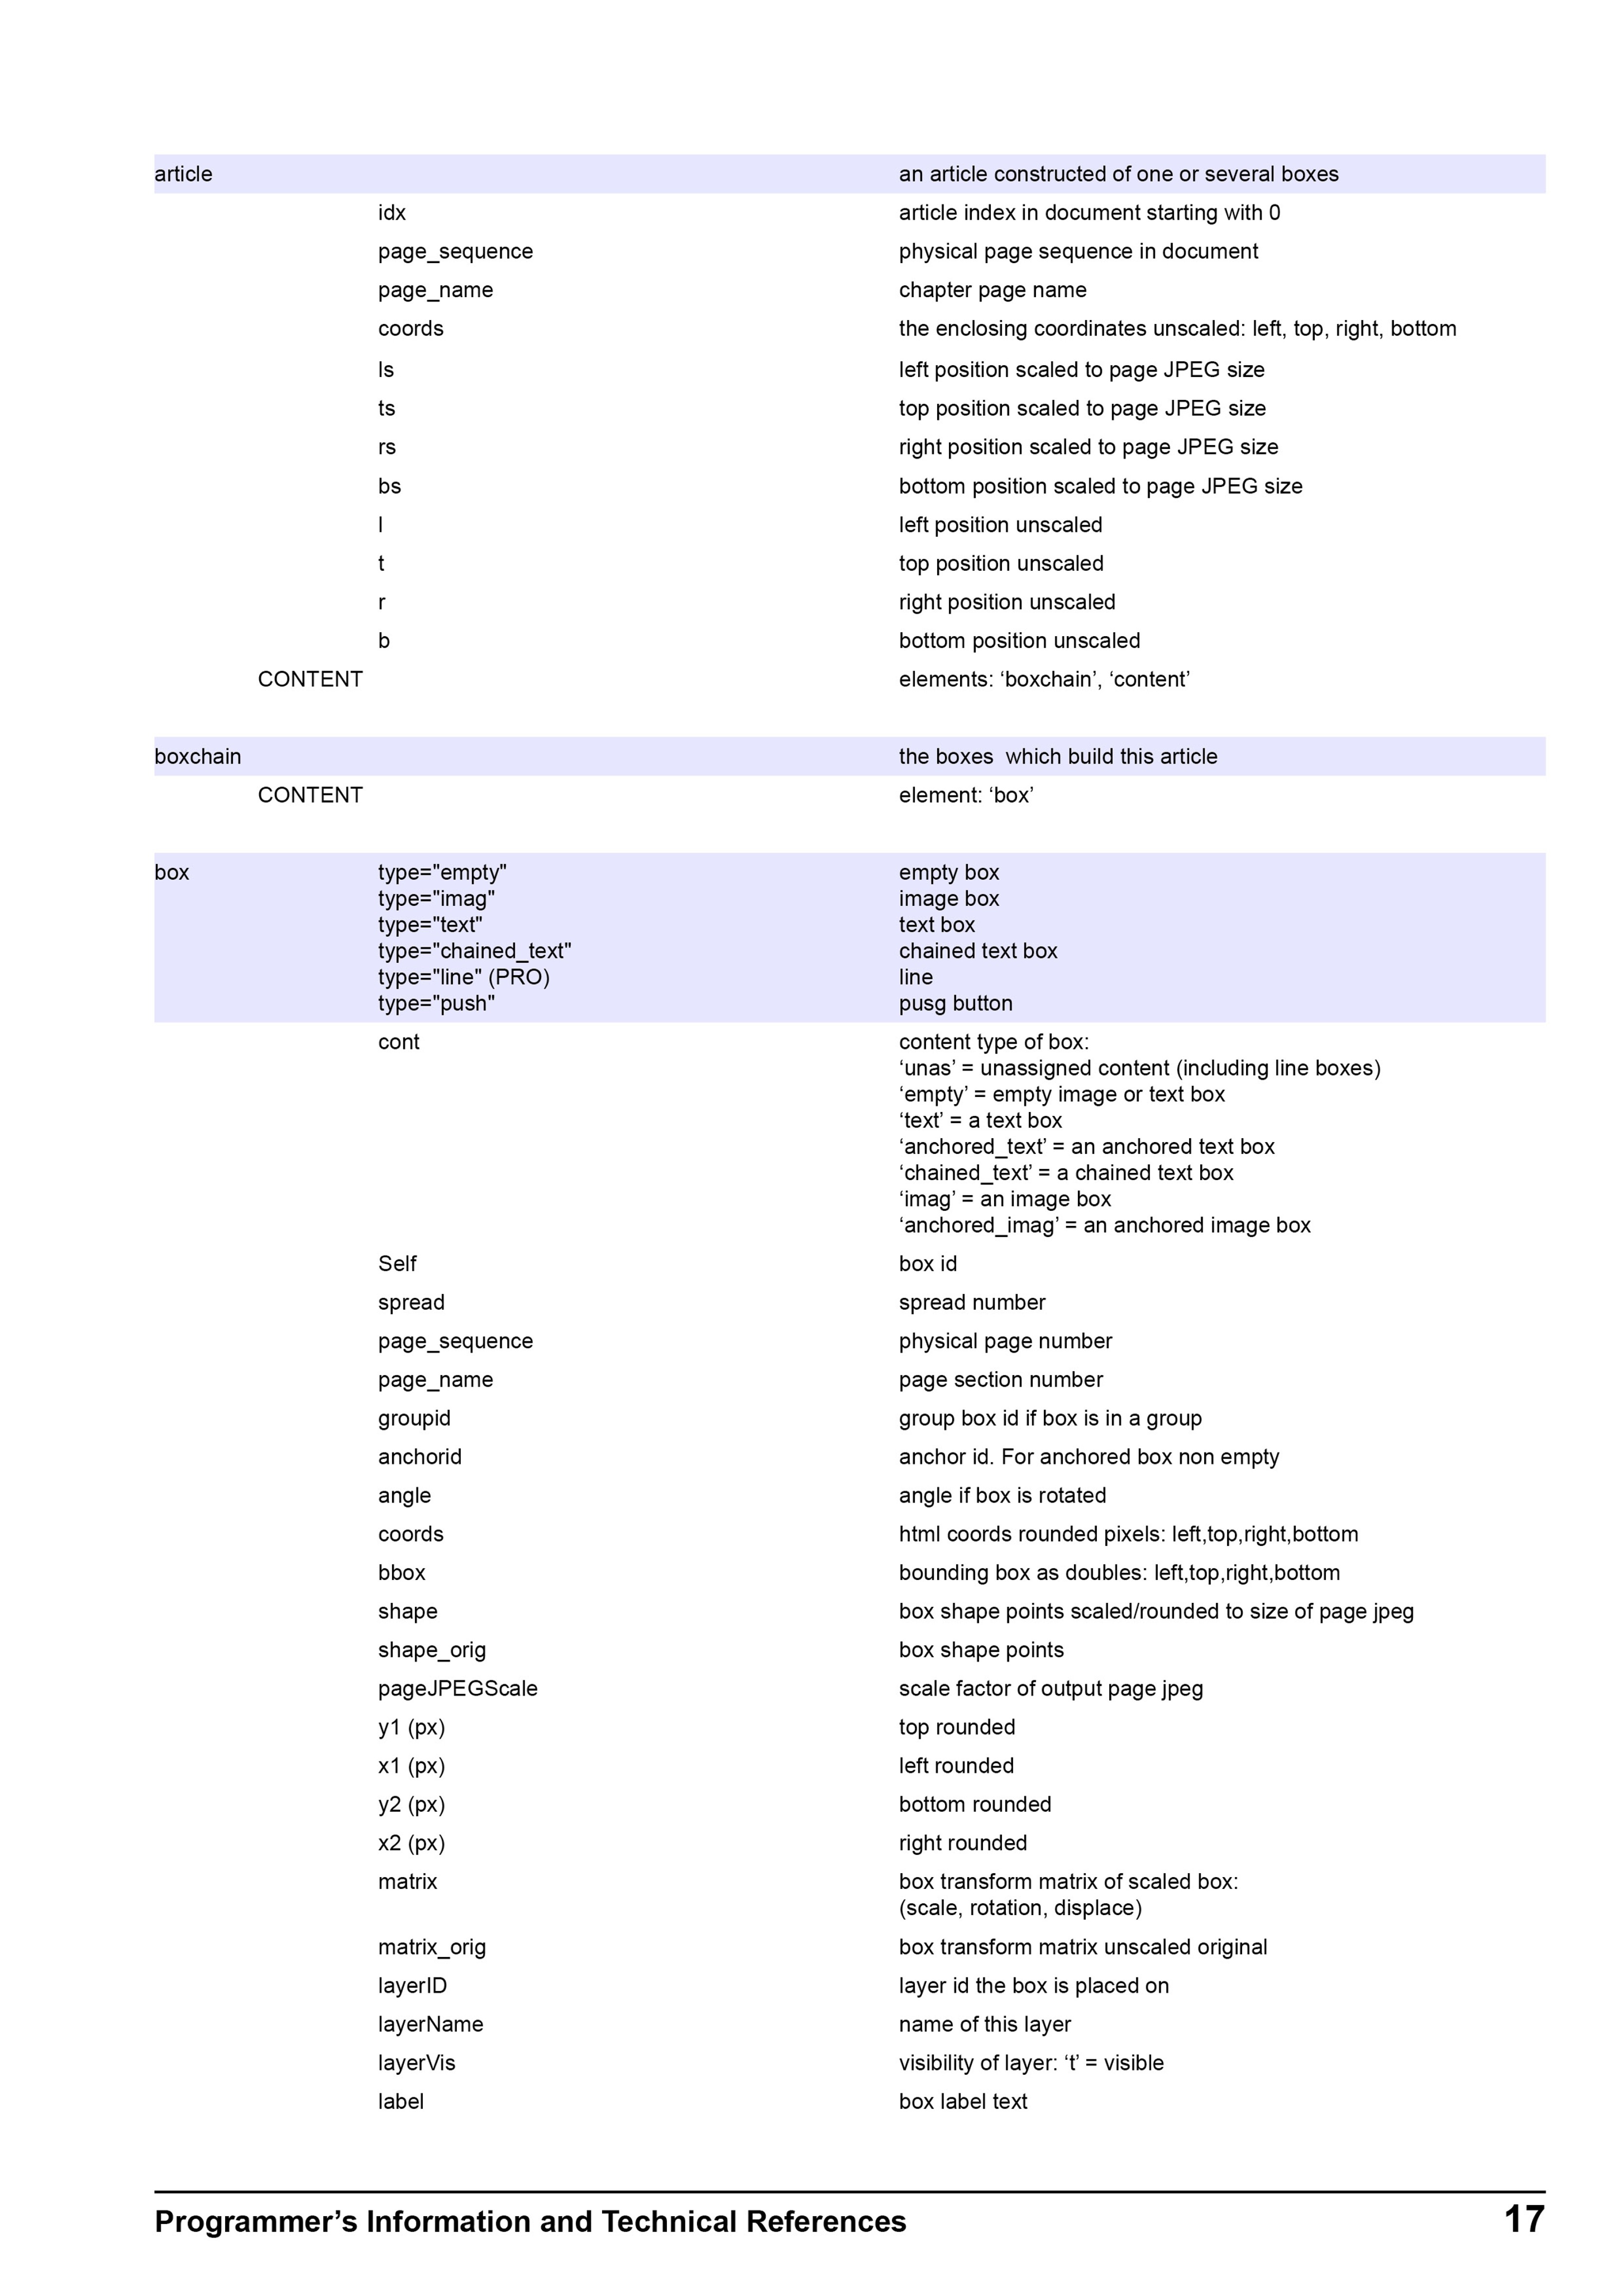 article an article constructed of one or several boxes
idx article index in document starting with 0
page_sequence physical page sequence in document
page_name chapter page name
coords the enclosing coordinates unscaled: left, top, right, bottom
ls left position scaled to page JPEG size
ts top position scaled to page JPEG size
rs right position scaled to page JPEG size
bs bottom position scaled to page JPEG size
l left position unscaled
t top position unscaled
r right position unscaled
b bottom position unscaled
CONTENT elements: ‘boxchain’, ‘content’
boxchain the boxes  which build this article
CONTENT element: ‘box’
box type="empty" empty box
type="imag" image box
type="text" text box
type="chained_text" chained text box
type="line" (PRO) line
type="push" pusg button
cont content type of box:
‘unas’ = unassigned content (including line boxes)
‘empty’ = empty image or text box
‘text’ = a text box
‘anchored_text’ = an anchored text box
‘chained_text’ = a chained text box
‘imag’ = an image box
‘anchored_imag’ = an anchored image box
Self box id
spread spread number
page_sequence physical page number
page_name page section number
groupid group box id if box is in a group
anchorid anchor id. For anchored box non empty
angle angle if box is rotated
coords html coords rounded pixels: left,top,right,bottom
bbox bounding box as doubles: left,top,right,bottom
shape box shape points scaled/rounded to size of page jpeg
shape_orig box shape points
pageJPEGScale scale factor of output page jpeg
y1 (px) top rounded
x1 (px) left rounded
y2 (px) bottom rounded
x2 (px) right rounded
matrix box transform matrix of scaled box:
(scale, rotation, displace)
matrix_orig box transform matrix unscaled original
layerID layer id the box is placed on
layerName name of this layer
layerVis visibility of layer: ‘t’ = visible
label box label text
Programmer’s Information and Technical References 17